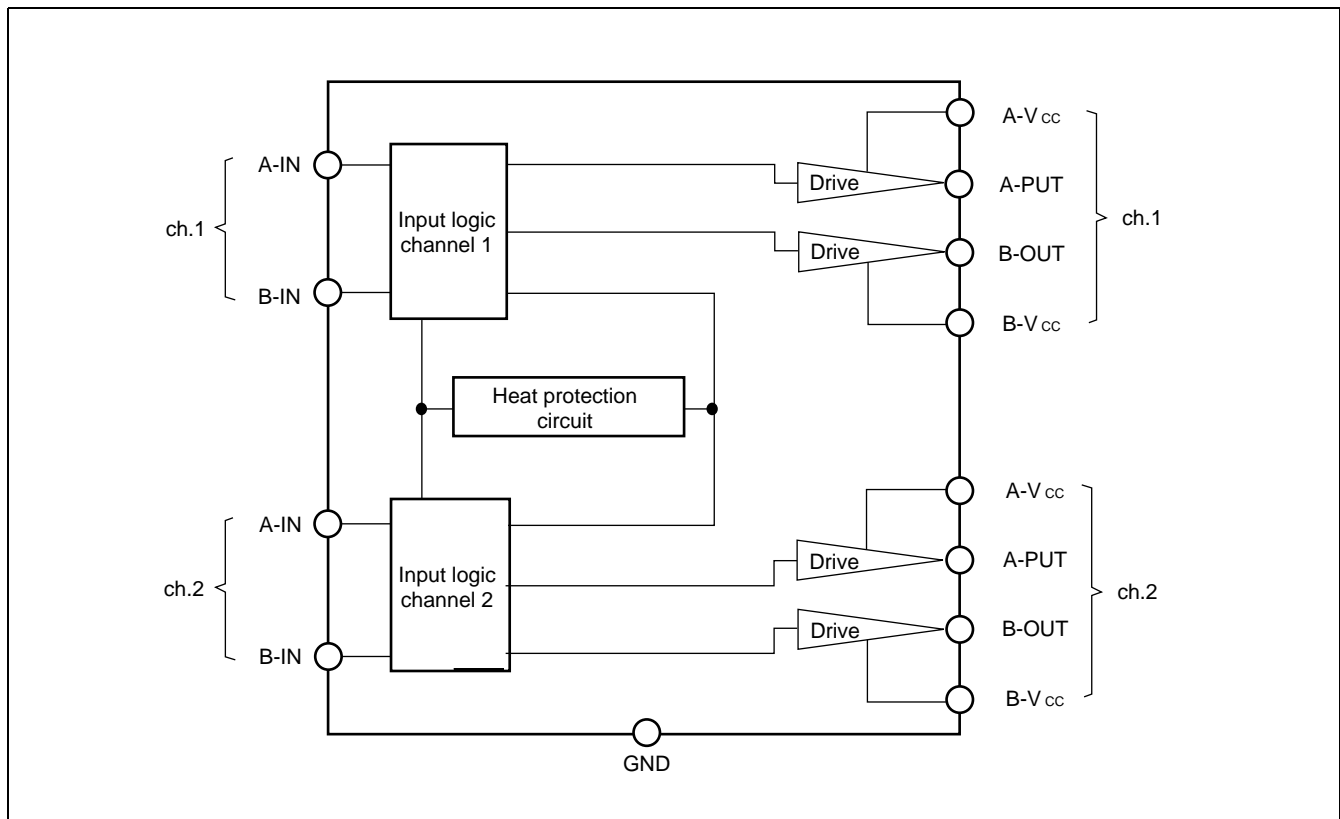 A-Vcc
A-IN
Drive
A-PUT
ch.1
Input logic
channel 1
ch.1
Drive
B-OUT
B-IN
B-Vcc
Heat protection
circuit
A-Vcc
A-IN
Drive
A-PUT
ch.2
Input logic
channel 2
ch.2
Drive
B-OUT
B-IN
B-Vcc
GND